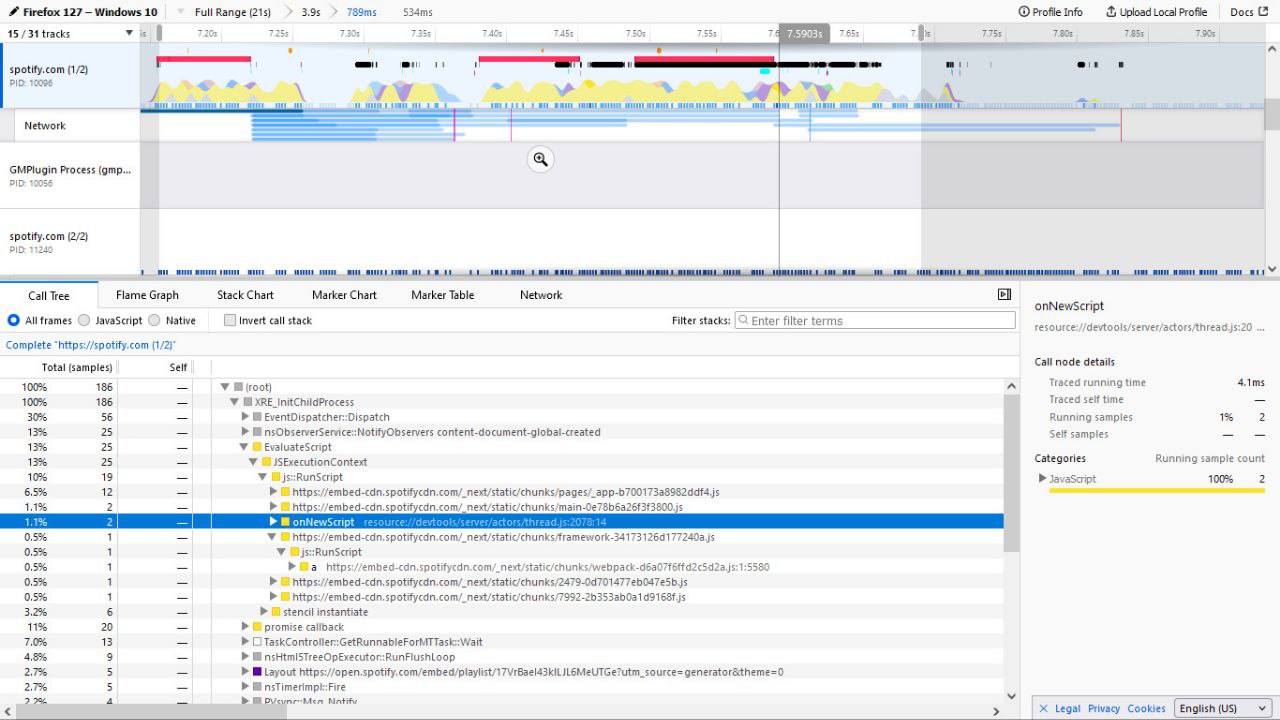 Firefox 127 – Windows 10
Full Range (21s)
3.9s
789ms
534ms
Profile Info
Upload Local Profile
Docs
15 / 31 tracks
7.20s
7.25s
7.30s
7.35s
7.40s
7.45s
7.50s
7.55s
7.5903s
7.65s
7.70s
7.75s
7.80s
7.85s
7.90s
spotify.com (1/2)
PID: 10096
Network
GMPlugin Process (gmp...
PID: 10056
spotify.com (2/2)
PID: 11240
Call Tree
Flame Graph
Stack Chart
Marker Chart
Marker Table
Network
All frames
JavaScript
Native
Invert call stack
Filter stacks:
Enter filter terms
Complete "https://spotify.com (1/2)"
Total (samples)
Self
100% 186 — (root)
100% 186 — XRE_InitChildProcess
30% 56 — EventDispatcher::Dispatch
13% 25 — nsObserverService::NotifyObservers content-document-global-created
13% 25 — EvaluateScript
13% 25 — JSExecutionContext
10% 19 — js::RunScript
6.5% 12 — https://embed-cdn.spotifycdn.com/_next/static/chunks/pages/_app-b700173a8982ddf4.js
1.1% 2 — https://embed-cdn.spotifycdn.com/_next/static/chunks/main-0e78b6a26f3f3800.js
1.1% 2 — onNewScript resource://devtools/server/actors/thread.js:2078:14
0.5% 1 — https://embed-cdn.spotifycdn.com/_next/static/chunks/framework-34173126d177240a.js
0.5% 1 — js::RunScript
0.5% 1 — a https://embed-cdn.spotifycdn.com/_next/static/chunks/webpack-d6a07f6ffd2c5d2a.js:1:5580
0.5% 1 — https://embed-cdn.spotifycdn.com/_next/static/chunks/2479-0d701477eb047e5b.js
0.5% 1 — https://embed-cdn.spotifycdn.com/_next/static/chunks/7992-2b353ab0a1d9168f.js
3.2% 6 — stencil instantiate
11% 20 — promise callback
7.0% 13 — TaskController::GetRunnableForMTTask::Wait
4.8% 9 — nsHtml5TreeOpExecutor::RunFlushLoop
2.7% 5 — Layout https://open.spotify.com/embed/playlist/17VrBael43kILJL6MeUTGe?utm_source=generator&theme=0
2.7% 5 — nsTimerImpl::Fire
2.2% 4 — PVsync::Msg_Notify
onNewScript
resource://devtools/server/actors/thread.js:20 ...
Call node details
Traced running time 4.1ms
Traced self time —
Running samples 1% 2
Self samples — —
Categories Running sample count
JavaScript 100% 2
Legal
Privacy
Cookies
English (US)